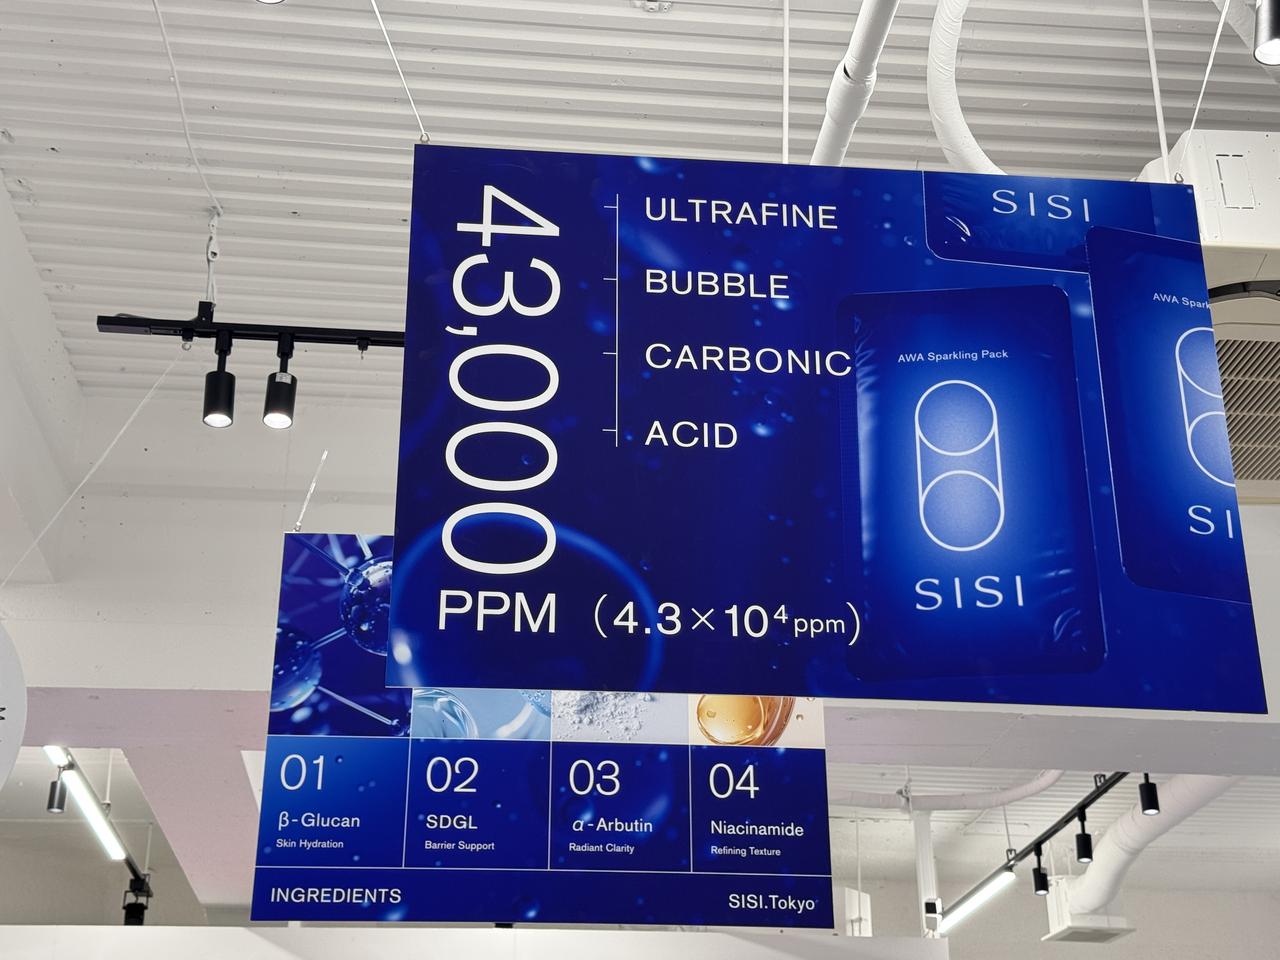 43,000
PPM (4.3×10⁴ppm)
ULTRAFINE
BUBBLE
CARBONIC
ACID
SISI
AWA Sparkling Pack
SISI
AWA Spark
SI
01
β-Glucan
Skin Hydration
02
SDGL
Barrier Support
03
α-Arbutin
Radiant Clarity
04
Niacinamide
Refining Texture
INGREDIENTS
SISI.Tokyo